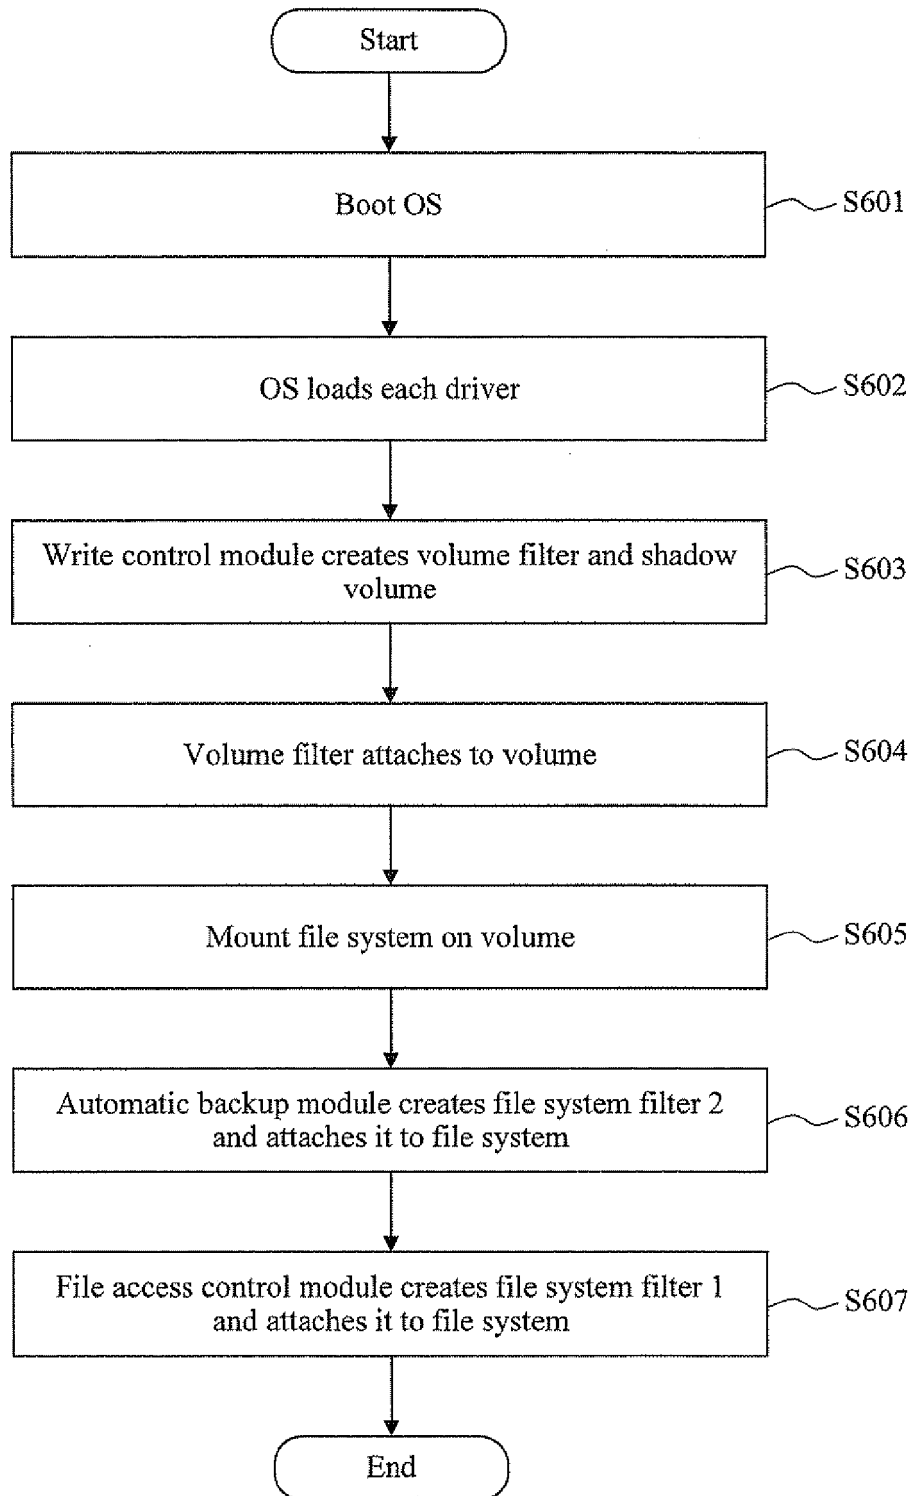 Start
Boot OS
S601
OS loads each driver
S602
Write control module creates volume filter and shadow
volume
S603
Volume filter attaches to volume
S604
Mount file system on volume
S605
Automatic backup module creates file system filter 2
and attaches it to file system
S606
File access control module creates file system filter 1
and attaches it to file system
S607
End